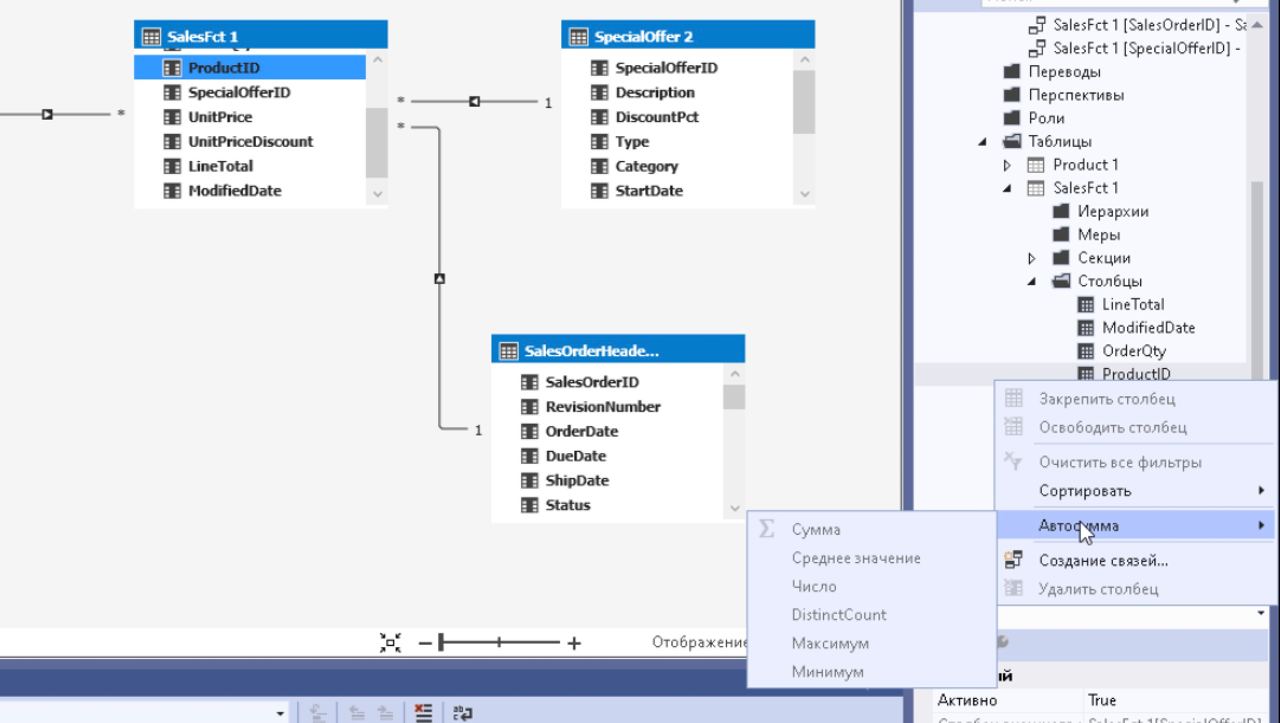 SalesFct 1
ProductID
SpecialOfferID
UnitPrice
UnitPriceDiscount
LineTotal
ModifiedDate
*
*
*
1
SpecialOffer 2
SpecialOfferID
Description
DiscountPct
Type
Category
StartDate
SalesOrderHeade...
SalesOrderID
RevisionNumber
OrderDate
DueDate
ShipDate
Status
1
Отображение
SalesFct 1 [SalesOrderID] - Sa
SalesFct 1 [SpecialOfferID] -
Переводы
Перспективы
Роли
Таблицы
Product 1
SalesFct 1
Иерархии
Меры
Секции
Столбцы
LineTotal
ModifiedDate
OrderQty
ProductID
Закрепить столбец
Освободить столбец
Очистить все фильтры
Сортировать
Автосумма
Создание связей...
Удалить столбец
Сумма
Среднее значение
Число
DistinctCount
Максимум
Минимум
Активно True